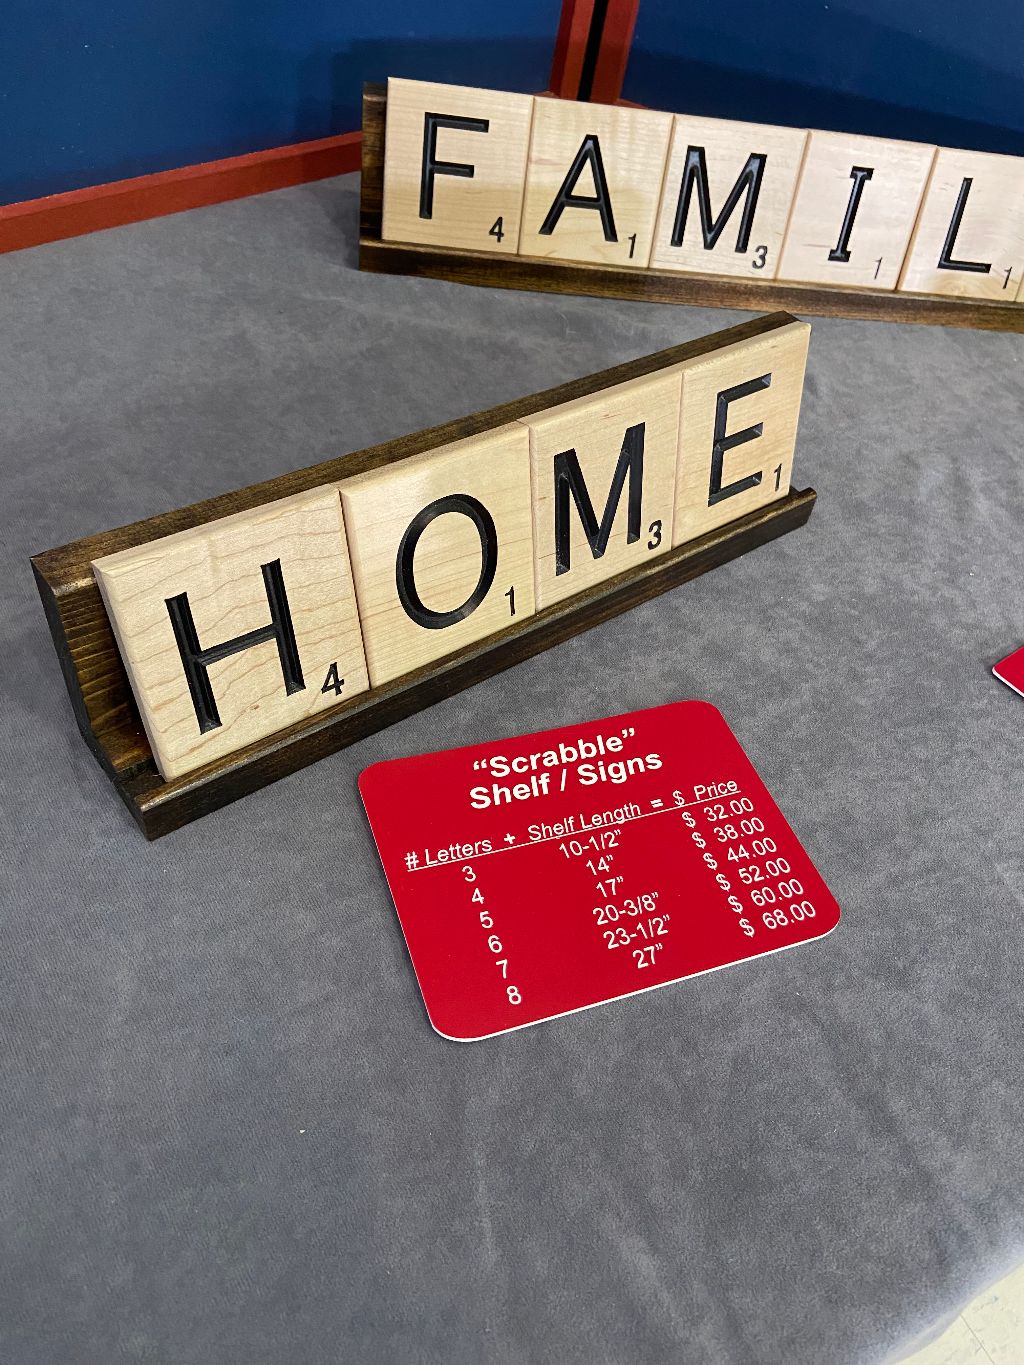 F4 A1 M3 I1 L1
H4 O1 M3 E1
“Scrabble”
Shelf / Signs
# Letters + Shelf Length = $ Price
3 10-1/2” $ 32.00
4 14” $ 38.00
5 17” $ 44.00
6 20-3/8” $ 52.00
7 23-1/2” $ 60.00
8 27” $ 68.00